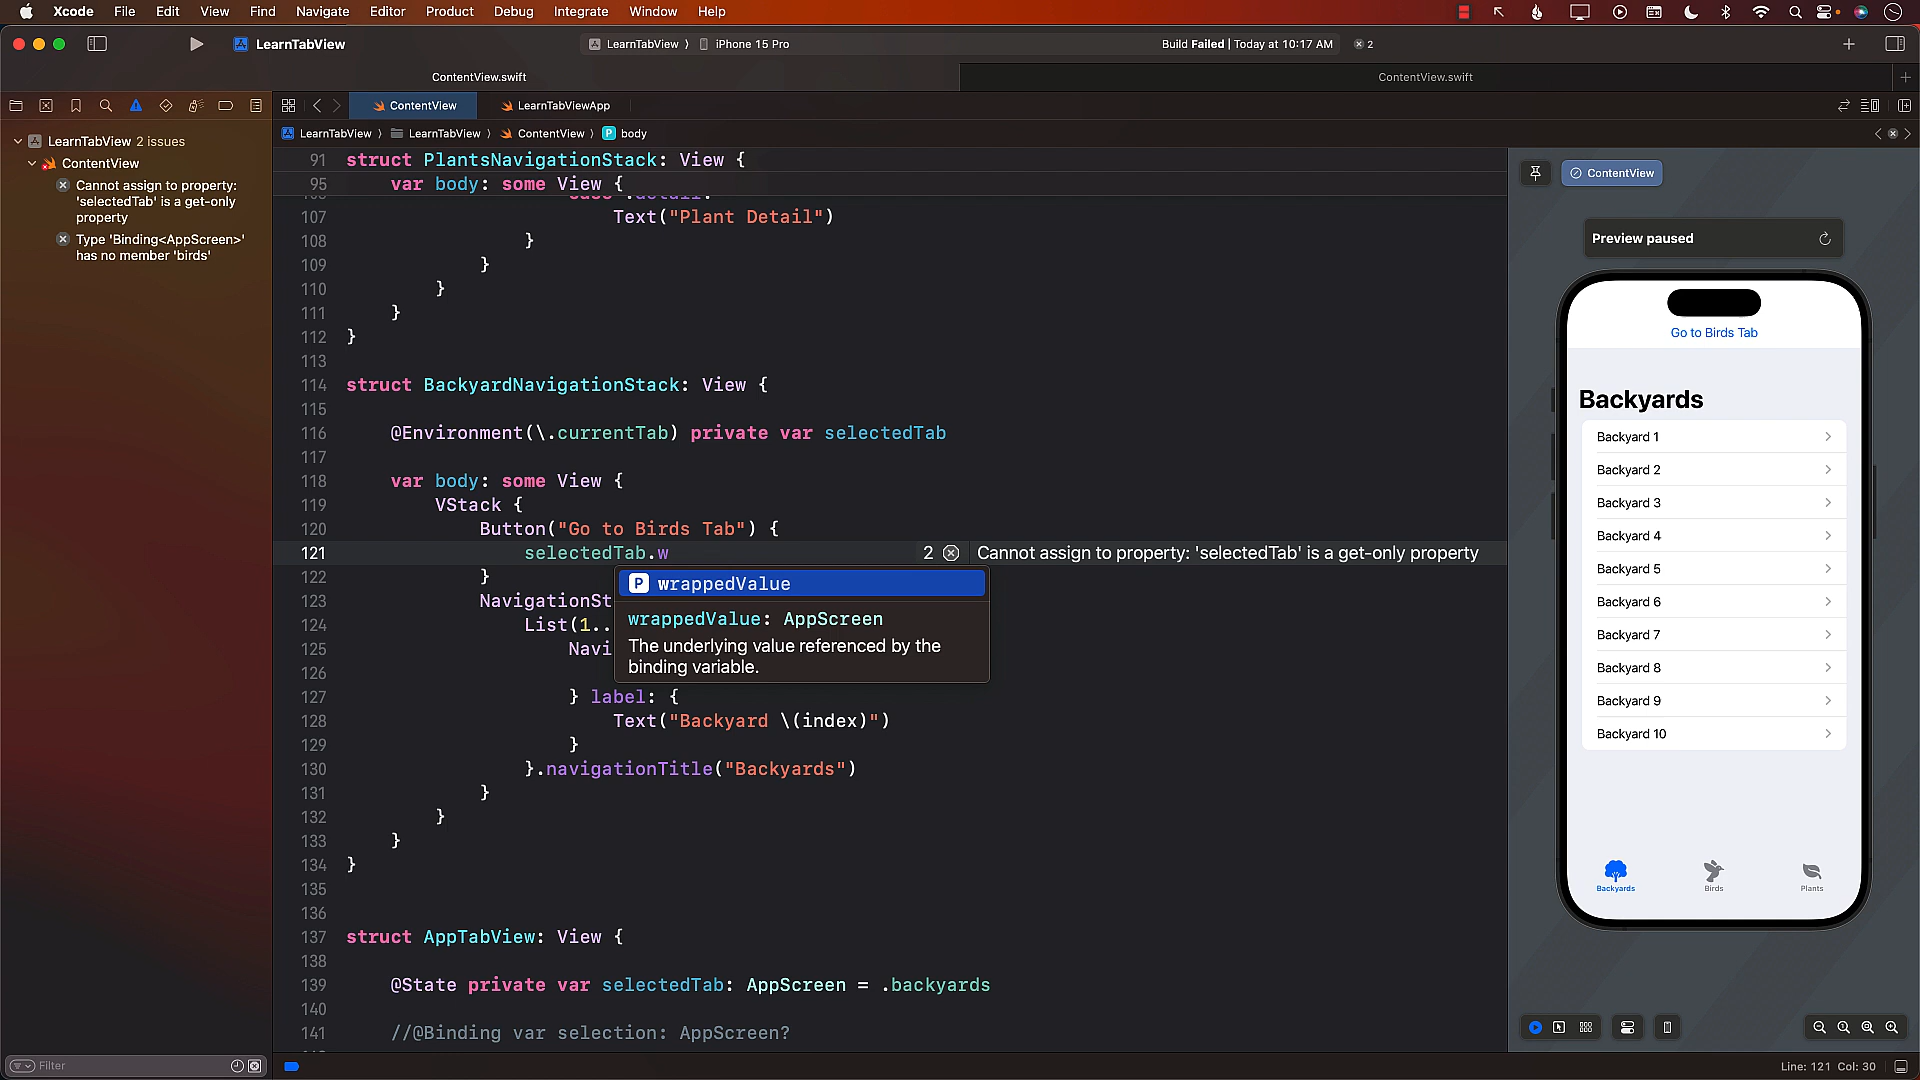 Xcode File Edit View Find Navigate Editor Product Debug Integrate Window Help
LearnTabView
LearnTabView 〉 iPhone 15 Pro
Build Failed | Today at 10:17 AM 2
ContentView.swift
ContentView.swift
ContentView
LearnTabViewApp
LearnTabView 〉 LearnTabView 〉 ContentView 〉 P body
LearnTabView 2 issues
ContentView
Cannot assign to property:
'selectedTab' is a get-only
property
Type 'Binding<AppScreen>'
has no member 'birds'
Filter
91 struct PlantsNavigationStack: View {
95 var body: some View {
107 Text("Plant Detail")
108 }
109 }
110 }
111 }
112 }
113
114 struct BackyardNavigationStack: View {
115
116 @Environment(\.currentTab) private var selectedTab
117
118 var body: some View {
119 VStack {
120 Button("Go to Birds Tab") {
121 selectedTab.w 2 Cannot assign to property: 'selectedTab' is a get-only property
122 }
P wrappedValue
123 NavigationSt
wrappedValue: AppScreen
124 List(1..
The underlying value referenced by the
binding variable.
125 Navi
126
127 } label: {
128 Text("Backyard \(index)")
129 }
130 }.navigationTitle("Backyards")
131 }
132 }
133 }
134 }
135
136
137 struct AppTabView: View {
138
139 @State private var selectedTab: AppScreen = .backyards
140
141 //@Binding var selection: AppScreen?
ContentView
Preview paused
Go to Birds Tab
Backyards
Backyard 1
Backyard 2
Backyard 3
Backyard 4
Backyard 5
Backyard 6
Backyard 7
Backyard 8
Backyard 9
Backyard 10
Backyards Birds Plants
Line: 121 Col: 30